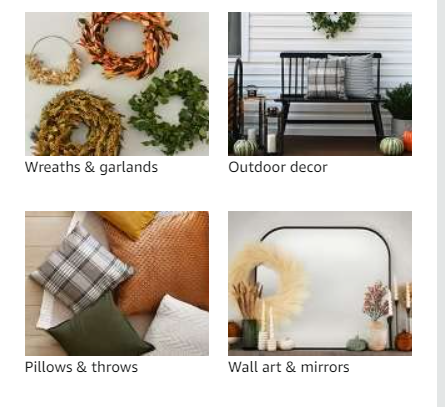 Wreaths & garlands
Outdoor decor
Pillows & throws
Wall art & mirrors